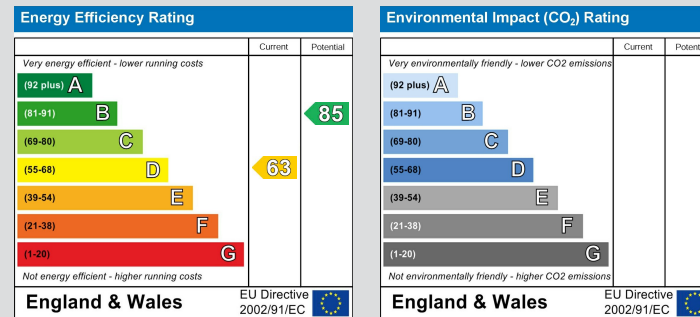 Energy Efficiency Rating
Current Potential
Very energy efficient - lower running costs
(92 plus) A
(81-91) B
85
(69-80) C
(55-68) D
63
(39-54) E
(21-38) F
(1-20) G
Not energy efficient - higher running costs
England & Wales
EU Directive
2002/91/EC
Environmental Impact (CO₂) Rating
Current Potent
Very environmentally friendly - lower CO2 emissions
(92 plus) A
(81-91) B
(69-80) C
(55-68) D
(39-54) E
(21-38) F
(1-20) G
Not environmentally friendly - higher CO2 emissions
England & Wales
EU Directive
2002/91/EC